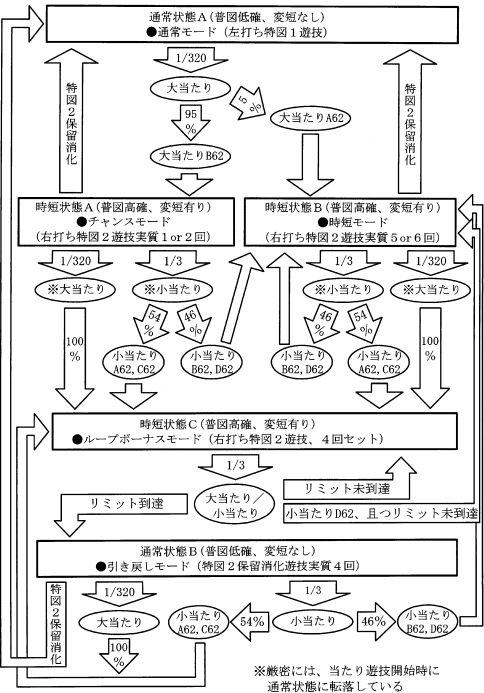 通常状態A(普図低確、変短なし)
●通常モード(左打ち特図1遊技)
1/320
大当たり
5%
95%
大当たりA62
大当たりB62
特図2保留消化
特図2保留消化
時短状態A(普図高確、変短有り)
●チャンスモード
(右打ち特図2遊技実質1or2回)
時短状態B(普図高確、変短有り)
●時短モード
(右打ち特図2遊技実質5or6回)
1/320
1/3
1/3
1/320
※大当たり
※小当たり
※小当たり
※大当たり
54%
46%
46%
54%
100%
100%
小当たり
A62,C62
小当たり
B62,D62
小当たり
B62,D62
小当たり
A62,C62
時短状態C(普図高確、変短有り)
●ループボーナスモード(右打ち特図2遊技、4回セット)
1/3
大当たり/
小当たり
リミット到達
リミット未到達
小当たりD62、且つリミット未到達
通常状態B(普図低確、変短なし)
●引き戻しモード(特図2保留消化遊技実質4回)
特図2保留消化
1/320
1/3
大当たり
小当たり
A62,C62
54%
小当たり
46%
小当たり
B62,D62
100%
※厳密には、当たり遊技開始時に
通常状態に転落している